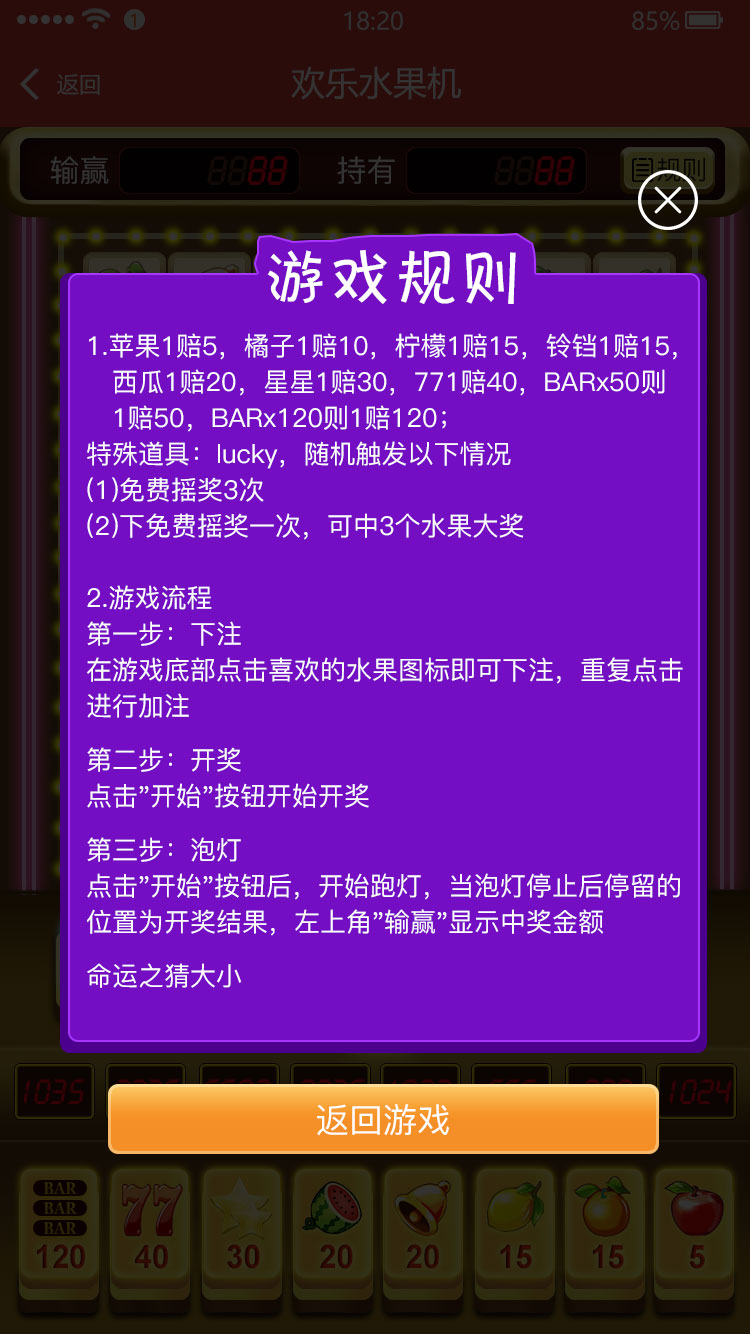 1
18:20
85%
返回
欢乐水果机
输赢
持有
规则
游戏规则
1.苹果1赔5，橘子1赔10，柠檬1赔15，铃铛1赔15，
西瓜1赔20，星星1赔30，771赔40，BARx50则
1赔50，BARx120则1赔120；
特殊道具：lucky，随机触发以下情况
(1)免费摇奖3次
(2)下免费摇奖一次，可中3个水果大奖
2.游戏流程
第一步：下注
在游戏底部点击喜欢的水果图标即可下注，重复点击
进行加注
第二步：开奖
点击”开始”按钮开始开奖
第三步：泡灯
点击”开始”按钮后，开始跑灯，当泡灯停止后停留的
位置为开奖结果，左上角”输赢”显示中奖金额
命运之猜大小
1035
1024
返回游戏
BAR
BAR
BAR
77
120
40
30
20
20
15
15
5